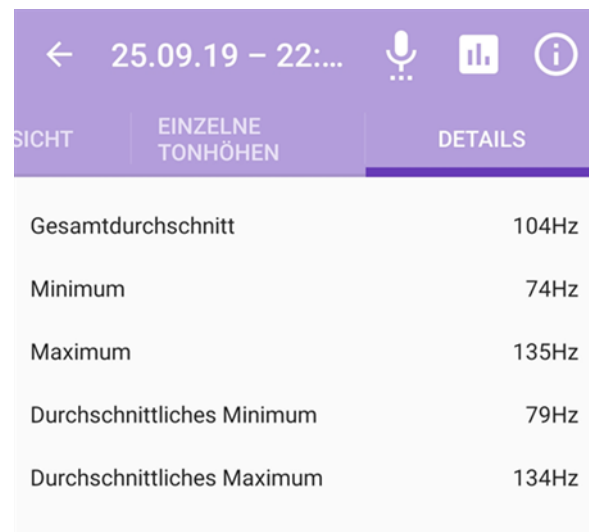 25.09.19 – 22:...
SICHT
EINZELNE
TONHÖHEN
DETAILS
Gesamtdurchschnitt 104Hz
Minimum 74Hz
Maximum 135Hz
Durchschnittliches Minimum 79Hz
Durchschnittliches Maximum 134Hz